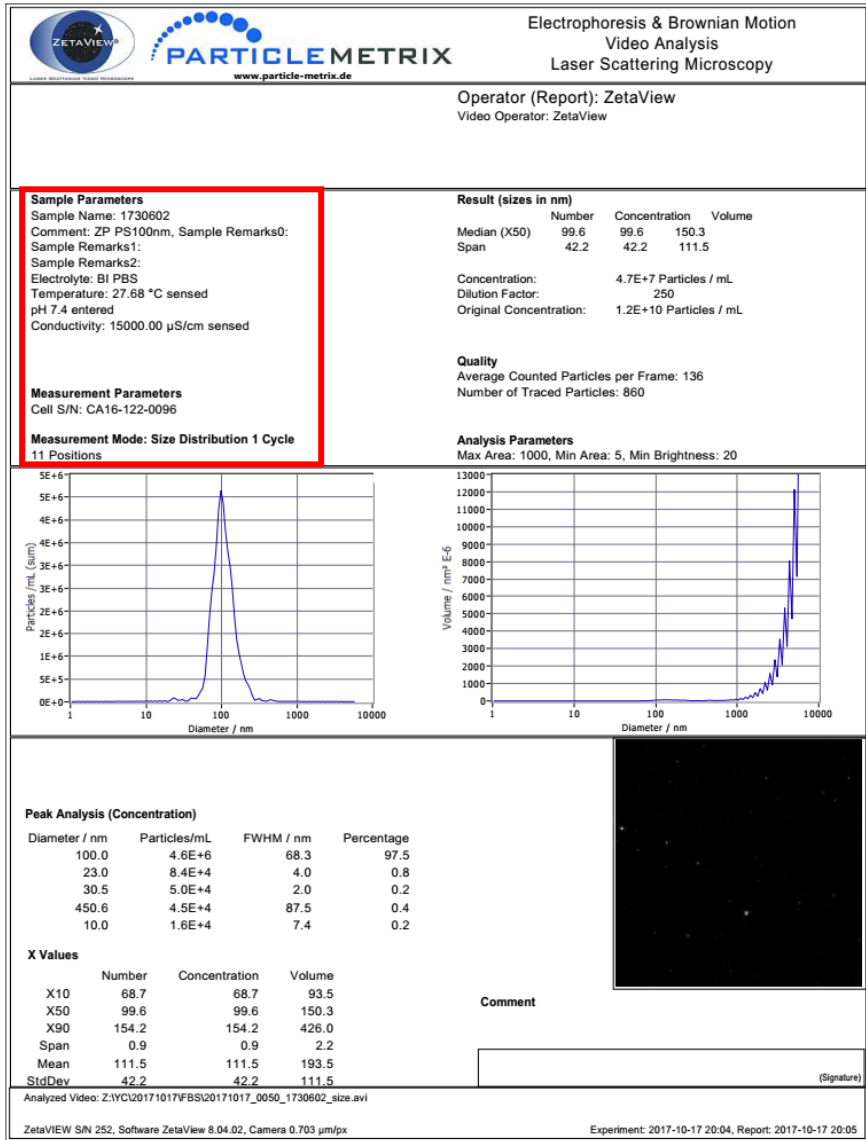 ZETAVIEW®
LASER SCATTERING VIDEO MICROSCOPE
PARTICLEMETRIX
www.particle-metrix.de
Electrophoresis & Brownian Motion
Video Analysis
Laser Scattering Microscopy
Operator (Report): ZetaView
Video Operator: ZetaView
Sample Parameters
Sample Name: 1730602
Comment: ZP PS100nm, Sample Remarks0:
Sample Remarks1:
Sample Remarks2:
Electrolyte: BI PBS
Temperature: 27.68 °C sensed
pH 7.4 entered
Conductivity: 15000.00 µS/cm sensed
Measurement Parameters
Cell S/N: CA16-122-0096
Measurement Mode: Size Distribution 1 Cycle
11 Positions
Result (sizes in nm)
Number Concentration Volume
Median (X50) 99.6 99.6 150.3
Span 42.2 42.2 111.5
Concentration: 4.7E+7 Particles / mL
Dilution Factor: 250
Original Concentration: 1.2E+10 Particles / mL
Quality
Average Counted Particles per Frame: 136
Number of Traced Particles: 860
Analysis Parameters
Max Area: 1000, Min Area: 5, Min Brightness: 20
Particles /mL (sum)
5E+6
5E+6
4E+6
4E+6
3E+6
3E+6
2E+6
2E+6
1E+6
5E+5
0E+0
1 10 100 1000 10000
Diameter / nm
Volume / nm³ E-6
13000
12000
11000
10000
9000
8000
7000
6000
5000
4000
3000
2000
1000
0
1 10 100 1000 10000
Diameter / nm
Peak Analysis (Concentration)
Diameter / nm Particles/mL FWHM / nm Percentage
100.0 4.6E+6 68.3 97.5
23.0 8.4E+4 4.0 0.8
30.5 5.0E+4 2.0 0.2
450.6 4.5E+4 87.5 0.4
10.0 1.6E+4 7.4 0.2
X Values
Number Concentration Volume
X10 68.7 68.7 93.5
X50 99.6 99.6 150.3
X90 154.2 154.2 426.0
Span 0.9 0.9 2.2
Mean 111.5 111.5 193.5
StdDev 42.2 42.2 111.5
Comment
(Signature)
Analyzed Video: Z:\YC\20171017\FBS\20171017_0050_1730602_size.avi
ZetaVIEW S/N 252, Software ZetaView 8.04.02, Camera 0.703 µm/px
Experiment: 2017-10-17 20:04, Report: 2017-10-17 20:05